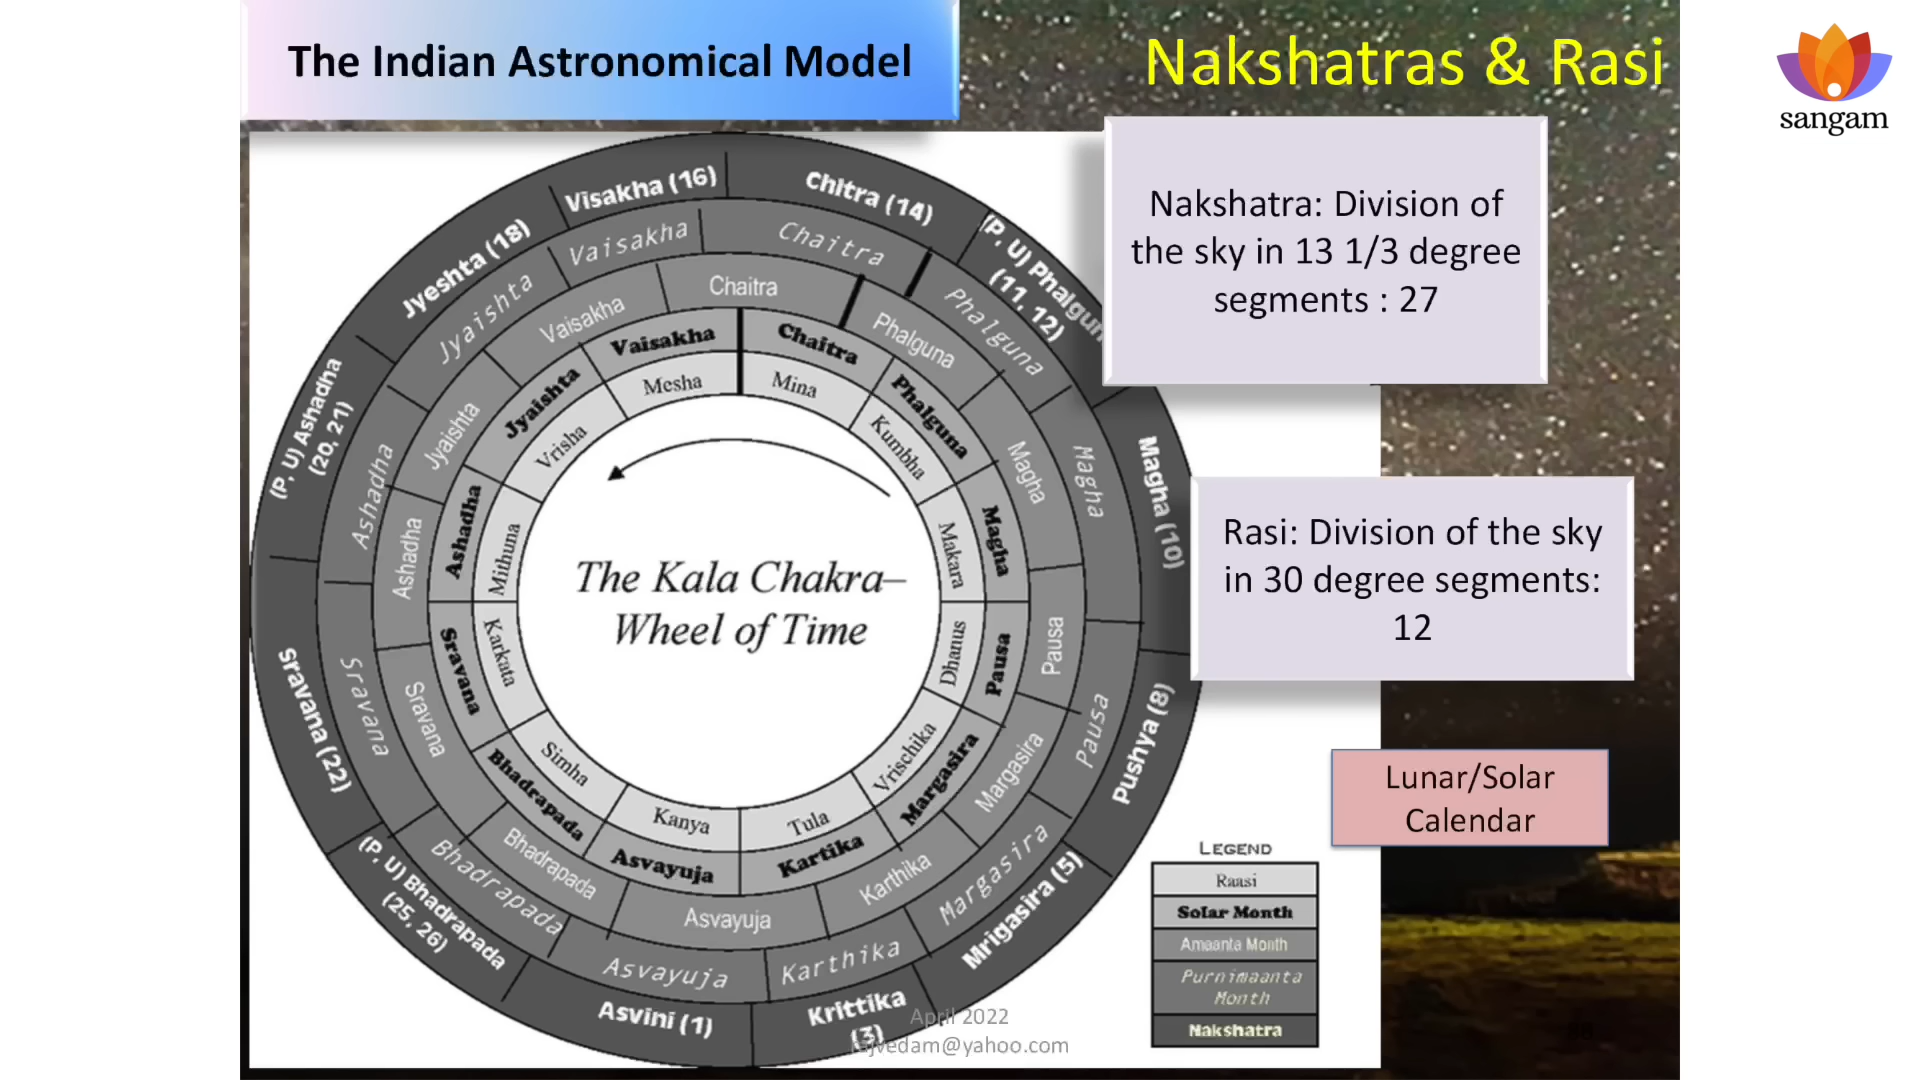 The Indian Astronomical Model
Nakshatras & Rasi
sangam
Nakshatra: Division of
the sky in 13 1/3 degree
segments : 27
Rasi: Division of the sky
in 30 degree segments:
12
Lunar/Solar
Calendar
Visakha (16)
Chitra (14)
(P, U) Phalgun
(11, 12)
Magha (10)
Pushya (8)
Mrigasira (5)
Krittika
(3)
Asvini (1)
(P, U) Bhadrapada
(25, 26)
Sravana (22)
(P, U) Ashadha
(20, 21)
Jyeshta (18)
Vaisakha
Chaitra
Phalguna
Magha
Pausa
Margasira
Karthika
Asvayuja
Bhadrapada
Sravana
Ashadha
Jyaishta
Vaisakha
Chaitra
Phalguna
Magha
Pausa
Margasira
Karthika
Asvayuja
Bhadrapada
Sravana
Ashadha
Jyaishta
Vaisakha
Chaitra
Phalguna
Magha
Pausa
Margasira
Kartika
Asvayuja
Bhadrapada
Sravana
Ashadha
Jyaishta
Mesha
Mina
Kumbha
Makara
Dhanus
Vrischika
Tula
Kanya
Simha
Karkata
Mithuna
Vrisha
The Kala Chakra–
Wheel of Time
LEGEND
Raasi
Solar Month
Amaanta Month
Purnimaanta
Month
Nakshatra
April 2022
rajvedam@yahoo.com